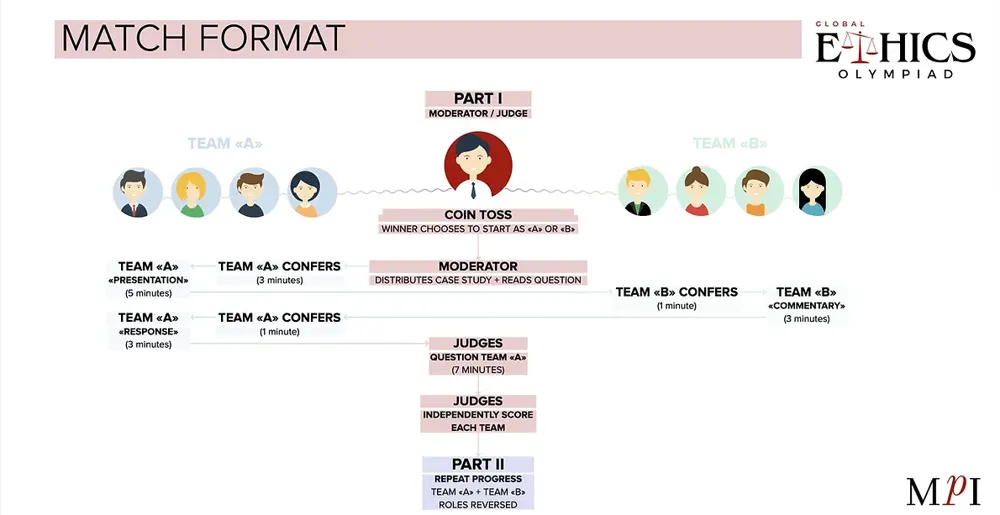 MATCH FORMAT
GLOBAL
ETHICS
OLYMPIAD
PART I
MODERATOR / JUDGE
TEAM «A»
TEAM «B»
COIN TOSS
WINNER CHOOSES TO START AS «A» OR «B»
MODERATOR
DISTRIBUTES CASE STUDY + READS QUESTION
TEAM «A» CONFERS
(3 minutes)
TEAM «A»
«PRESENTATION»
(5 minutes)
TEAM «B» CONFERS
(1 minute)
TEAM «B»
«COMMENTARY»
(3 minutes)
TEAM «A» CONFERS
(1 minute)
TEAM «A»
«RESPONSE»
(3 minutes)
JUDGES
QUESTION TEAM «A»
(7 MINUTES)
JUDGES
INDEPENDENTLY SCORE
EACH TEAM
PART II
REPEAT PROGRESS
TEAM «A» + TEAM «B»
ROLES REVERSED
MPI